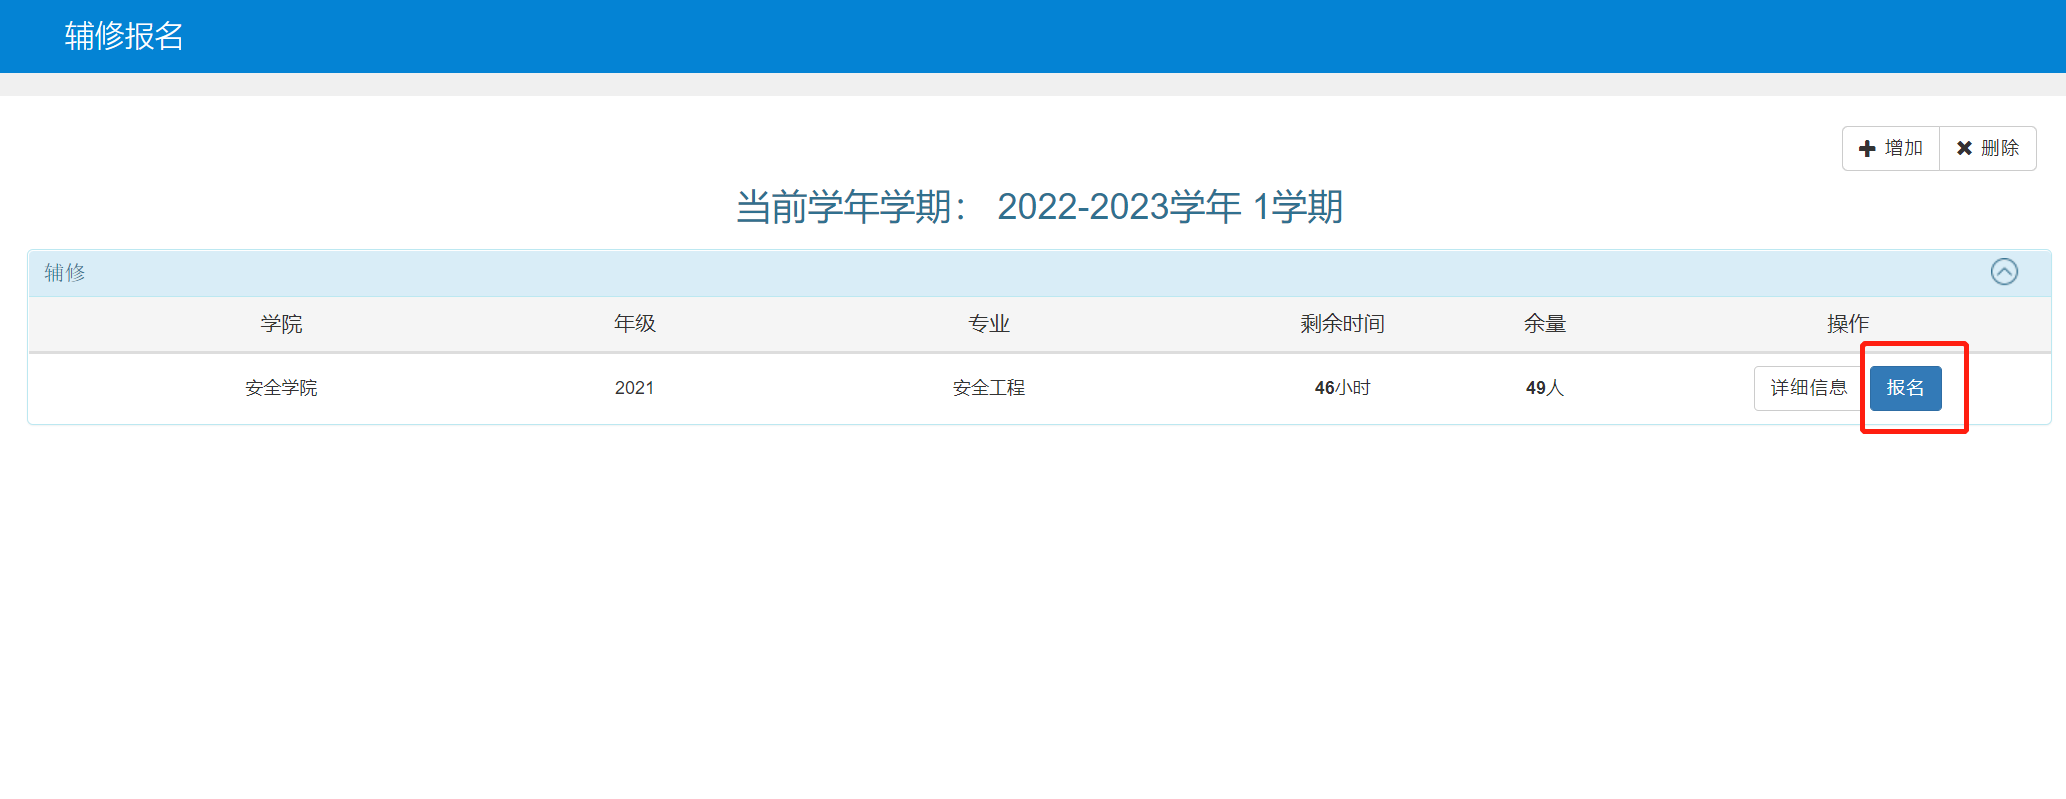 辅修报名
增加 删除
当前学年学期： 2022-2023学年 1学期
辅修
学院 年级 专业 剩余时间 余量 操作
安全学院 2021 安全工程 46小时 49人 详细信息 报名